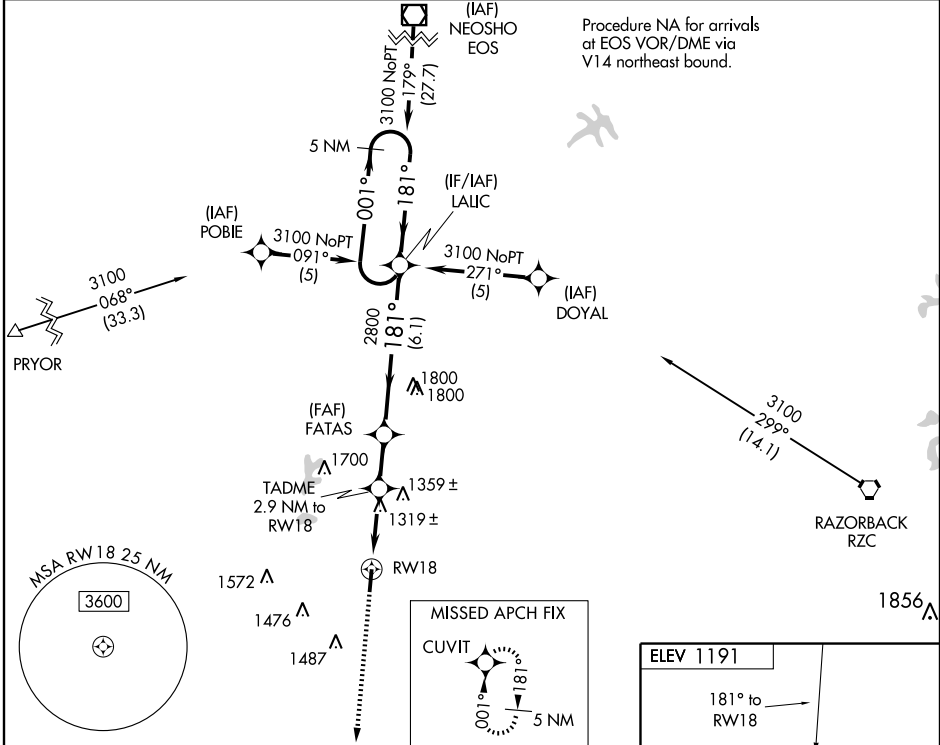 (IAF)
NEOSHO
EOS
Procedure NA for arrivals
at EOS VOR/DME via
V14 northeast bound.
3100 NoPT
179°
(27.7)
5 NM
001°
181°
(IF/IAF)
LALIC
(IAF)
POBIE
3100 NoPT
091°
(5)
3100 NoPT
271°
(5)
(IAF)
DOYAL
3100
068°
(33.3)
PRYOR
2800
181°
(6.1)
1800
1800
3100
299°
(14.1)
(FAF)
FATAS
1700
TADME
2.9 NM to
RW18
1359 ±
1319 ±
RAZORBACK
RZC
RW18
MSA RW18 25 NM
3600
1572
1476
1487
MISSED APCH FIX
CUVIT
181°
001°
5 NM
1856
ELEV 1191
181° to
RW18